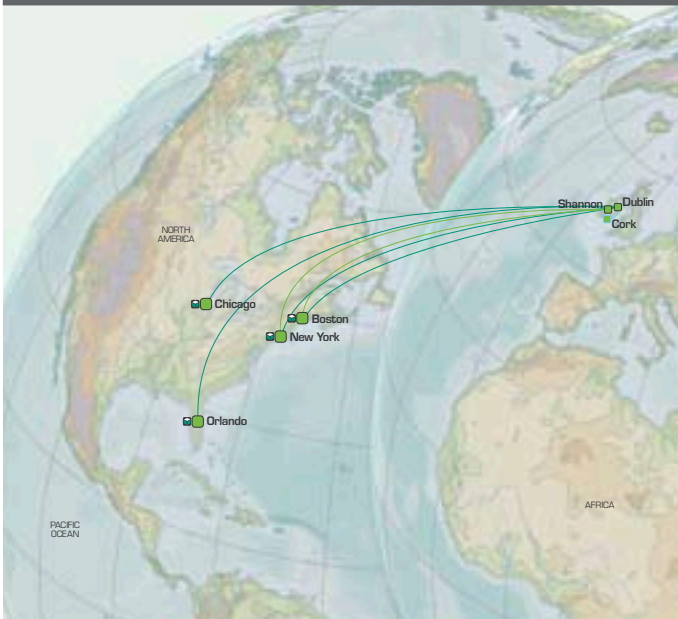 Shannon
Dublin
Cork
NORTH
AMERICA
Chicago
Boston
New York
Orlando
AFRICA
PACIFIC
OCEAN